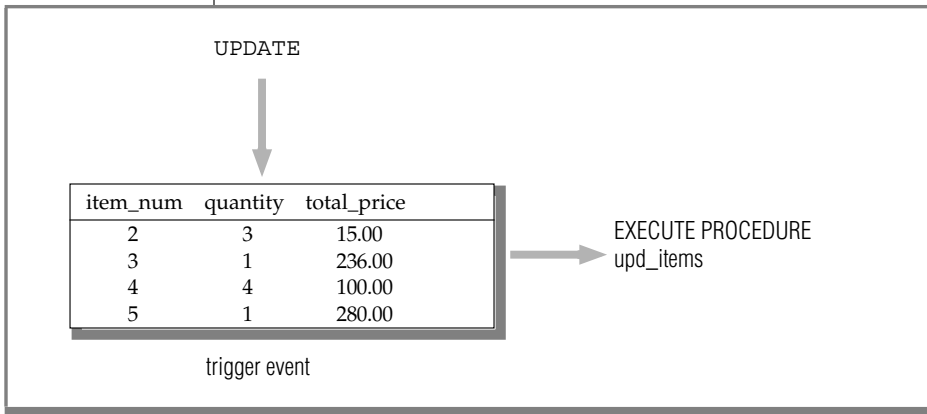 UPDATE
item_num quantity total_price
2 3 15.00
3 1 236.00
4 4 100.00
5 1 280.00
EXECUTE PROCEDURE
upd_items
trigger event